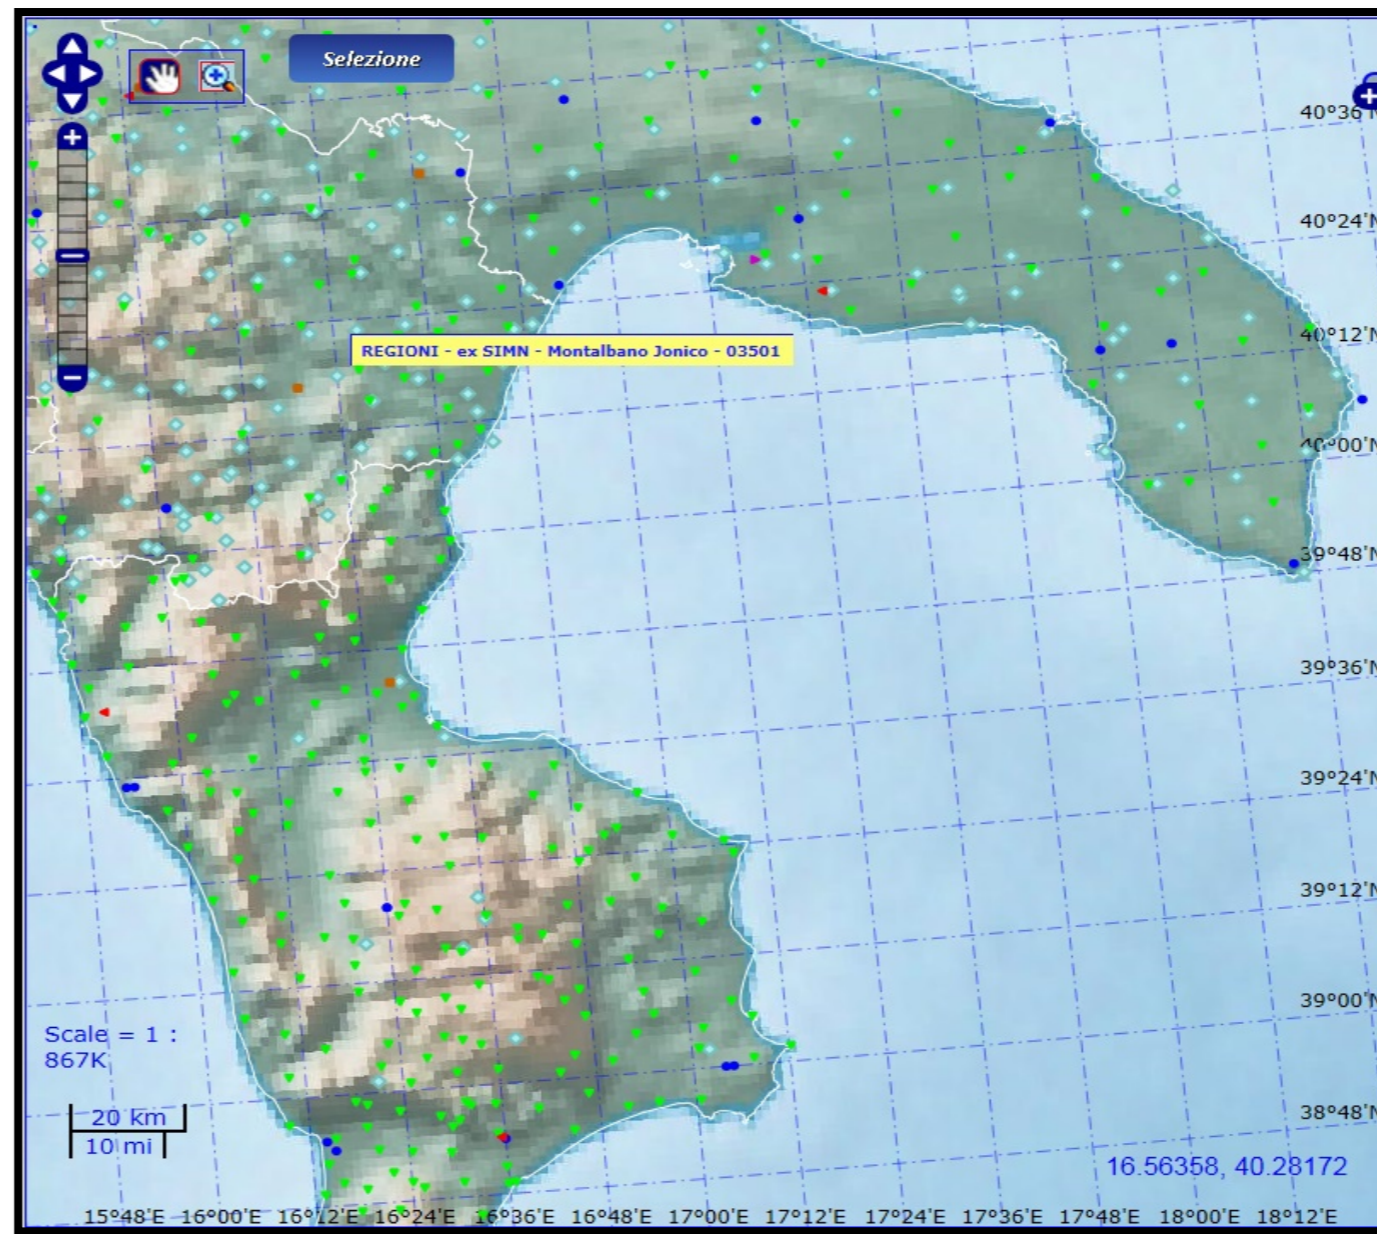 Selezione
40°36'N
40°24'N
40°12'N
REGIONI - ex SIMN - Montalbano Jonico - 03501
40°00'N
39°48'N
39°36'N
39°24'N
39°12'N
39°00'N
Scale = 1 :
867K
38°48'N
20 km
10 mi
16.56358, 40.28172
15°48'E 16°00'E 16°12'E 16°24'E 16°36'E 16°48'E 17°00'E 17°12'E 17°24'E 17°36'E 17°48'E 18°00'E 18°12'E